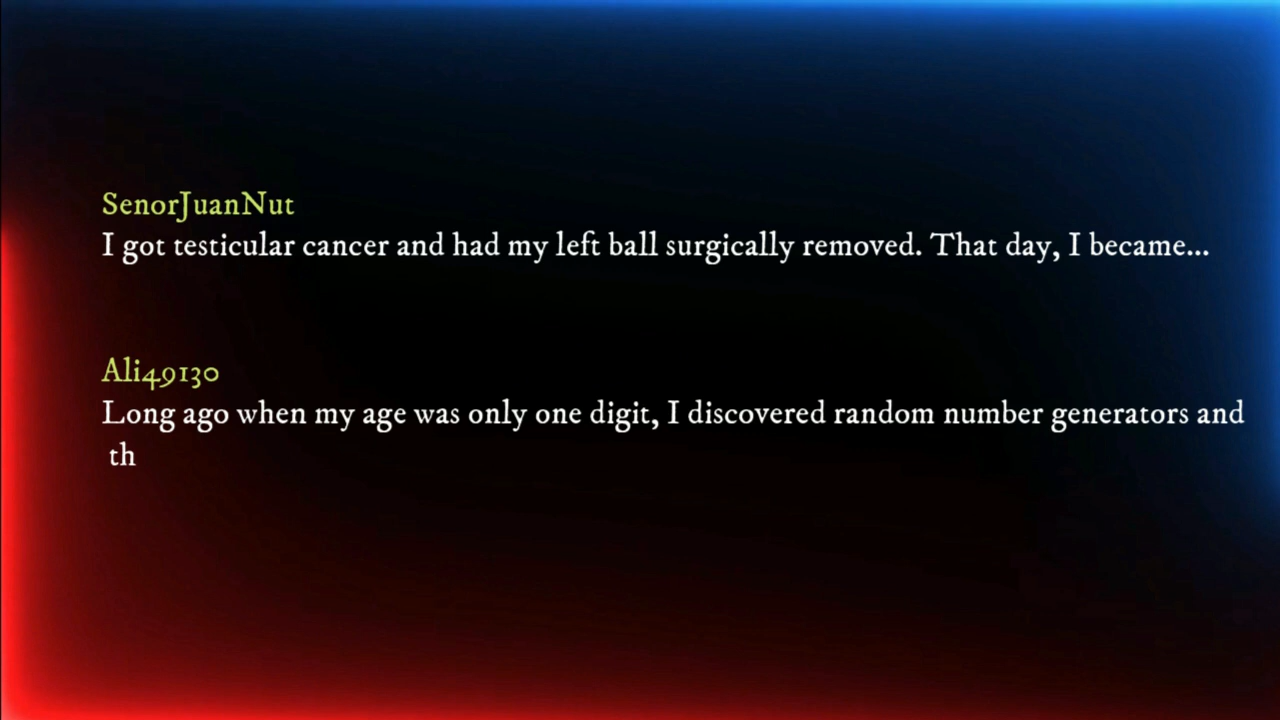 SenorJuanNut
I got testicular cancer and had my left ball surgically removed. That day, I became...
Ali49130
Long ago when my age was only one digit, I discovered random number generators and
th